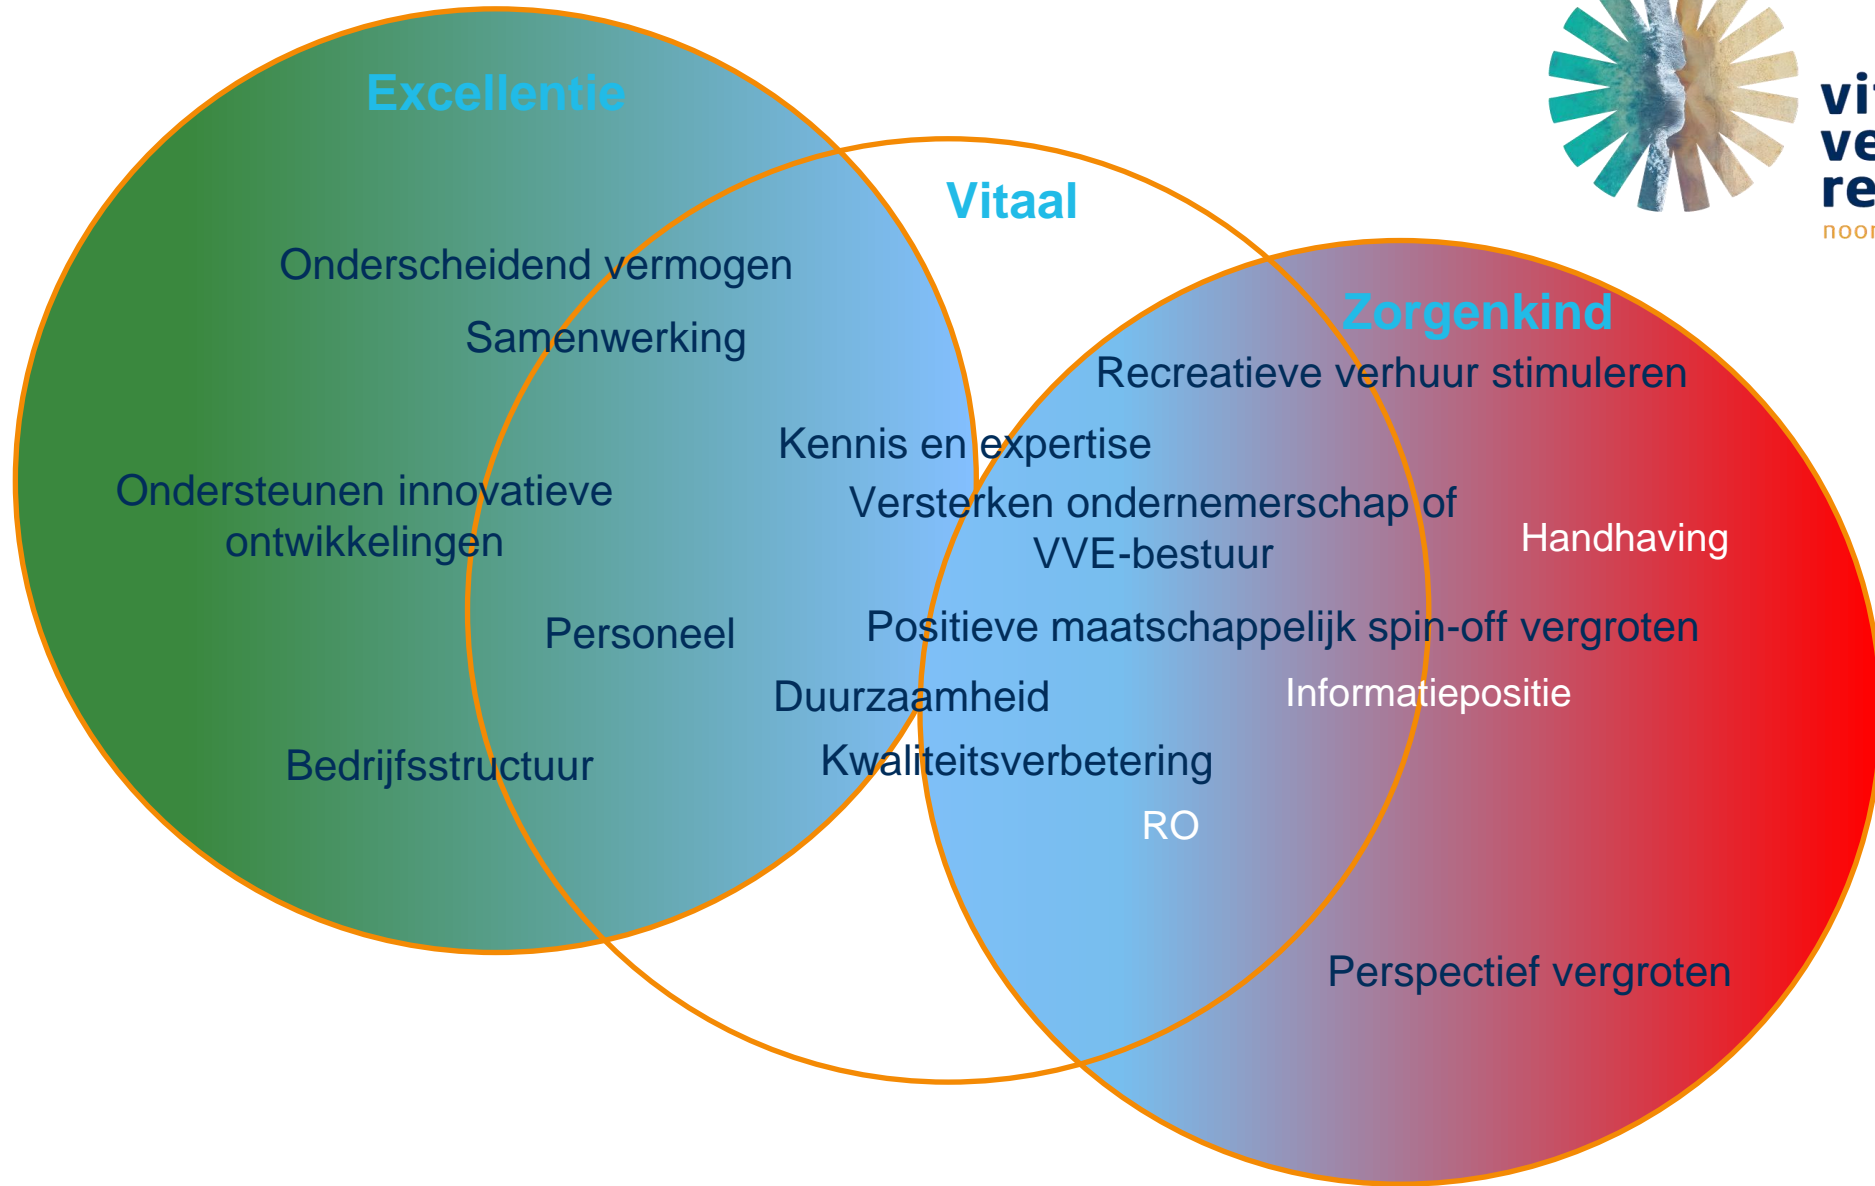 Excellentie
Vitaal
Onderscheidend vermogen
Zorgenkind
Samenwerking
Recreatieve verhuur stimuleren
Kennis en expertise
Ondersteunen innovatieve
ontwikkelingen
Versterken ondernemerschap of
VVE-bestuur
Handhaving
Personeel
Positieve maatschappelijk spin-off vergroten
Duurzaamheid
Informatiepositie
Bedrijfsstructuur
Kwaliteitsverbetering
RO
Perspectief vergroten